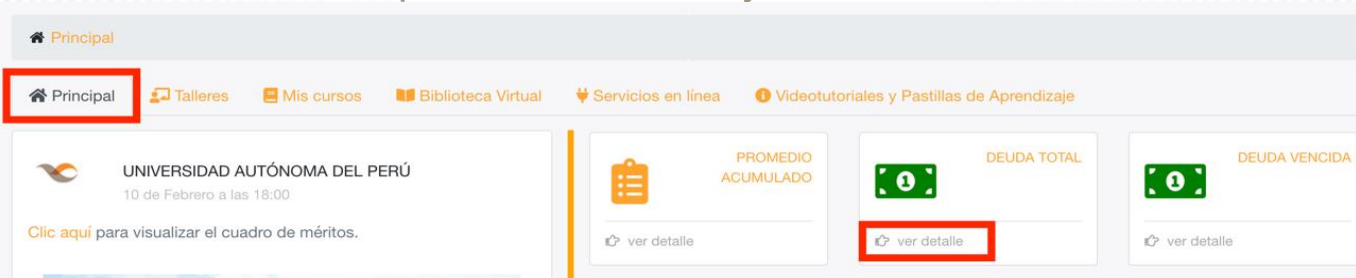 Principal
Principal Talleres Mis cursos Biblioteca Virtual Servicios en línea Videotutoriales y Pastillas de Aprendizaje
UNIVERSIDAD AUTÓNOMA DEL PERÚ
10 de Febrero a las 18:00
Clic aquí para visualizar el cuadro de méritos.
PROMEDIO
ACUMULADO
ver detalle
DEUDA TOTAL
1
ver detalle
DEUDA VENCIDA
1
ver detalle